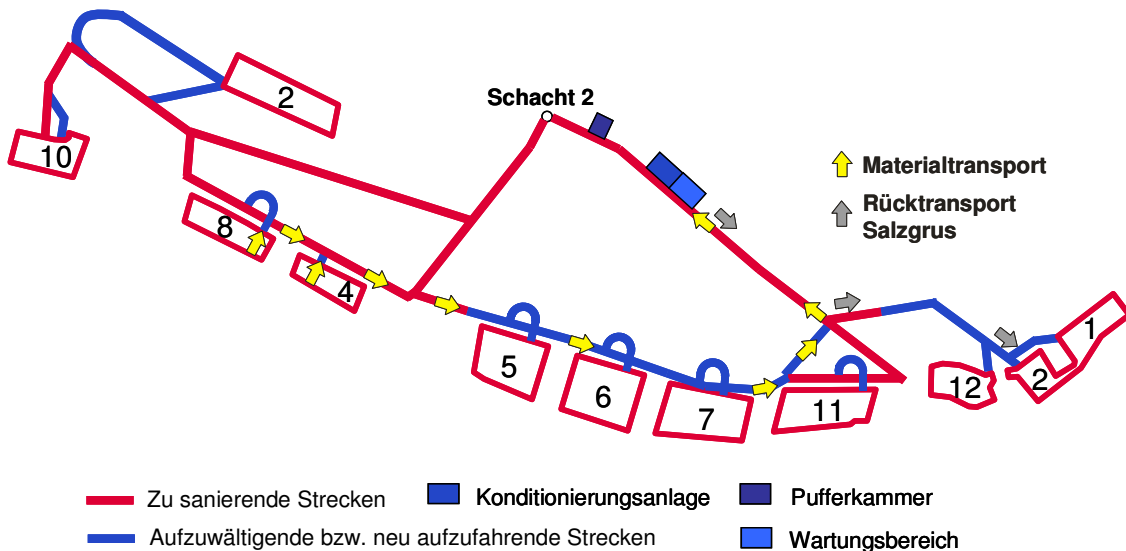 2
Schacht 2
10
Materialtransport
Rücktransport
Salzgrus
8
4
5
6
7
11
12
2
1
Zu sanierende Strecken
Konditionierungsanlage
Pufferkammer
Aufzuwältigende bzw. neu aufzufahrende Strecken
Wartungsbereich